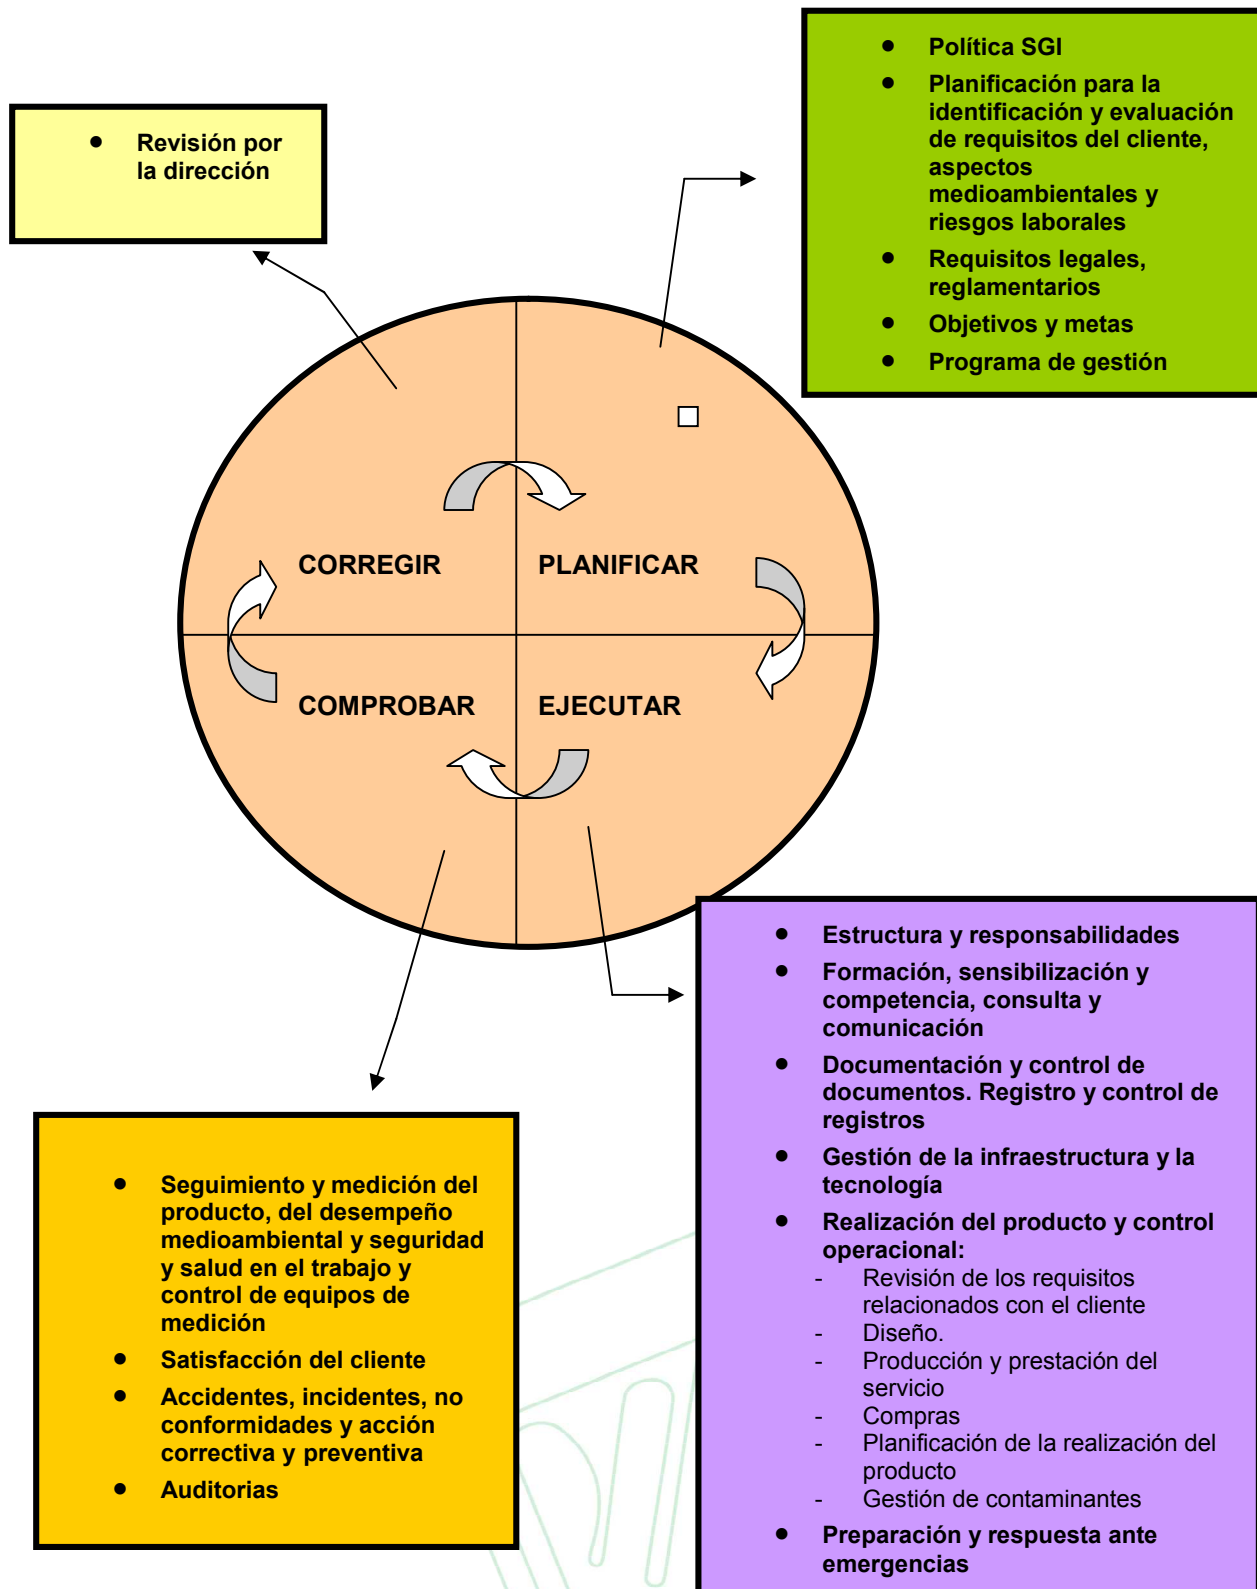 • Política SGI
• Planificación para la
identificación y evaluación
de requisitos del cliente,
aspectos
medioambientales y
riesgos laborales
• Requisitos legales,
reglamentarios
• Objetivos y metas
• Programa de gestión
• Revisión por
la dirección
CORREGIR
PLANIFICAR
COMPROBAR
EJECUTAR
• Estructura y responsabilidades
• Formación, sensibilización y
competencia, consulta y
comunicación
• Documentación y control de
documentos. Registro y control de
registros
• Gestión de la infraestructura y la
tecnología
• Realización del producto y control
operacional:
- Revisión de los requisitos
relacionados con el cliente
- Diseño.
- Producción y prestación del
servicio
- Compras
- Planificación de la realización del
producto
- Gestión de contaminantes
• Preparación y respuesta ante
emergencias
• Seguimiento y medición del
producto, del desempeño
medioambiental y seguridad
y salud en el trabajo y
control de equipos de
medición
• Satisfacción del cliente
• Accidentes, incidentes, no
conformidades y acción
correctiva y preventiva
• Auditorias